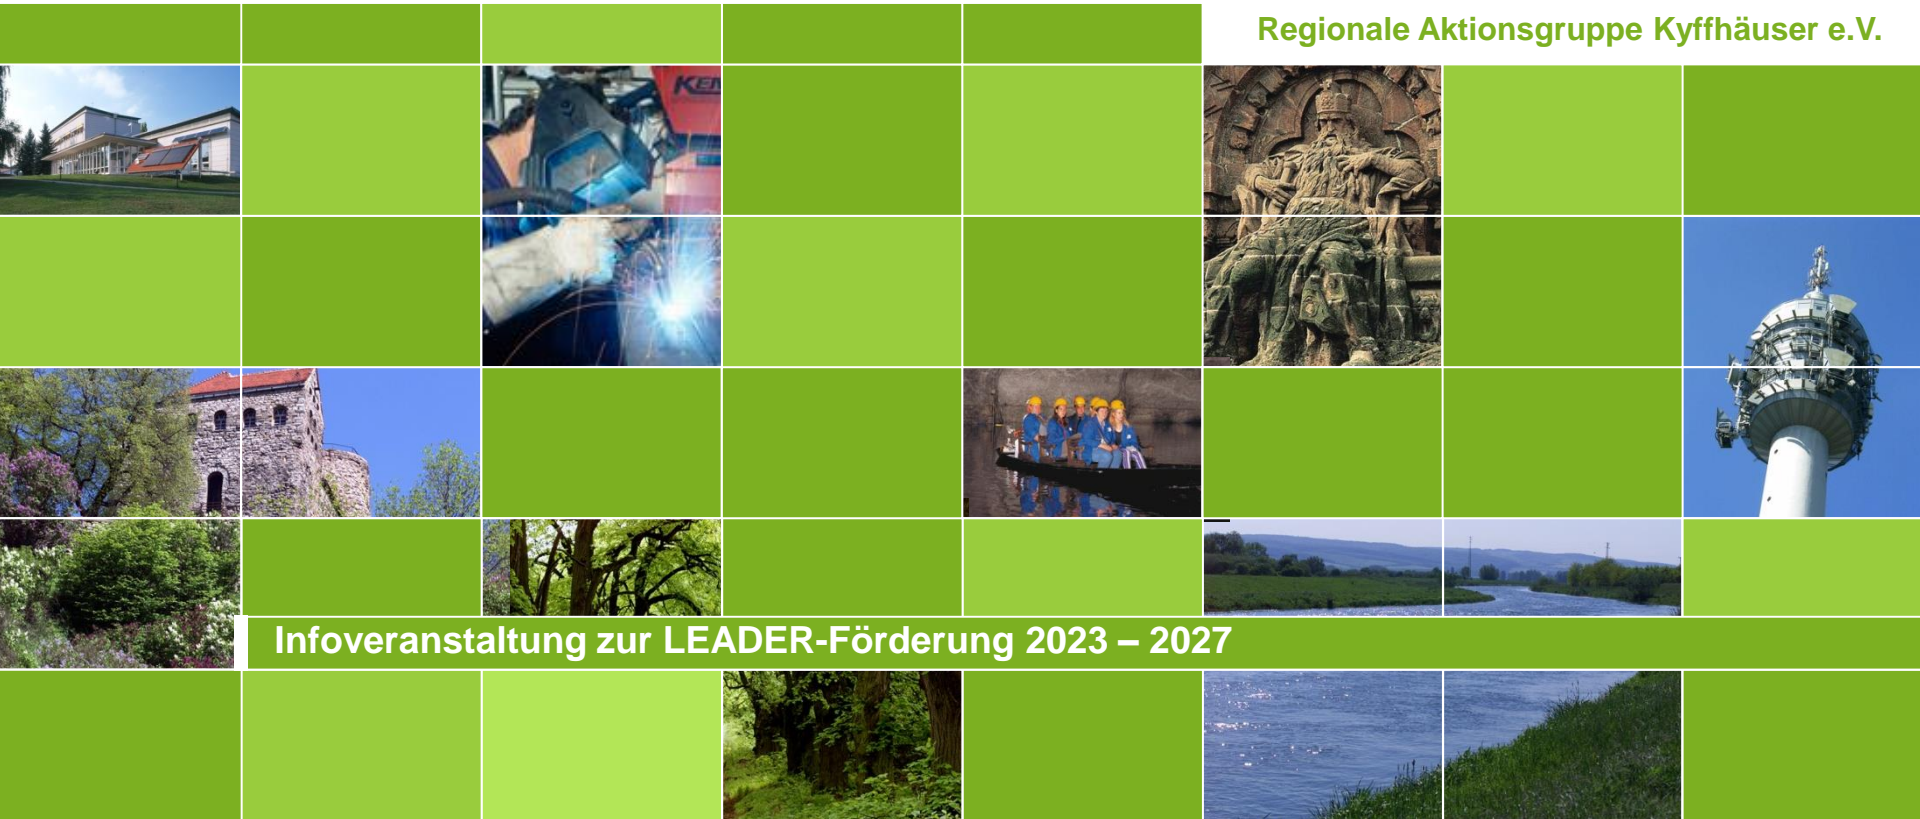 Regionale Aktionsgruppe Kyffhäuser e.V.
Infoveranstaltung zur LEADER-Förderung 2023 – 2027